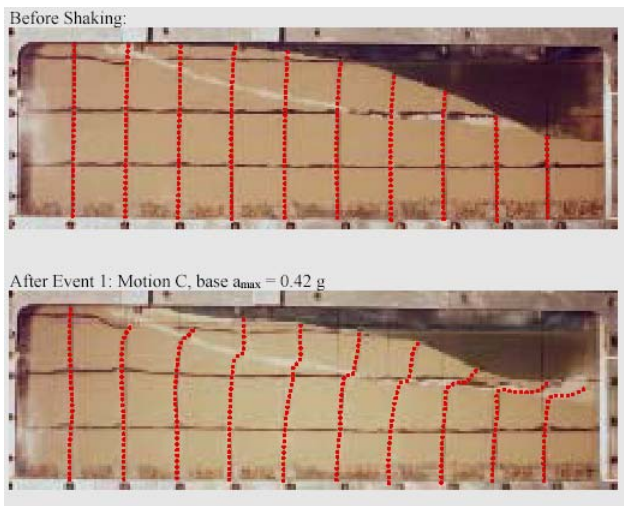 Before Shaking:
After Event 1: Motion C, base amax = 0.42 g